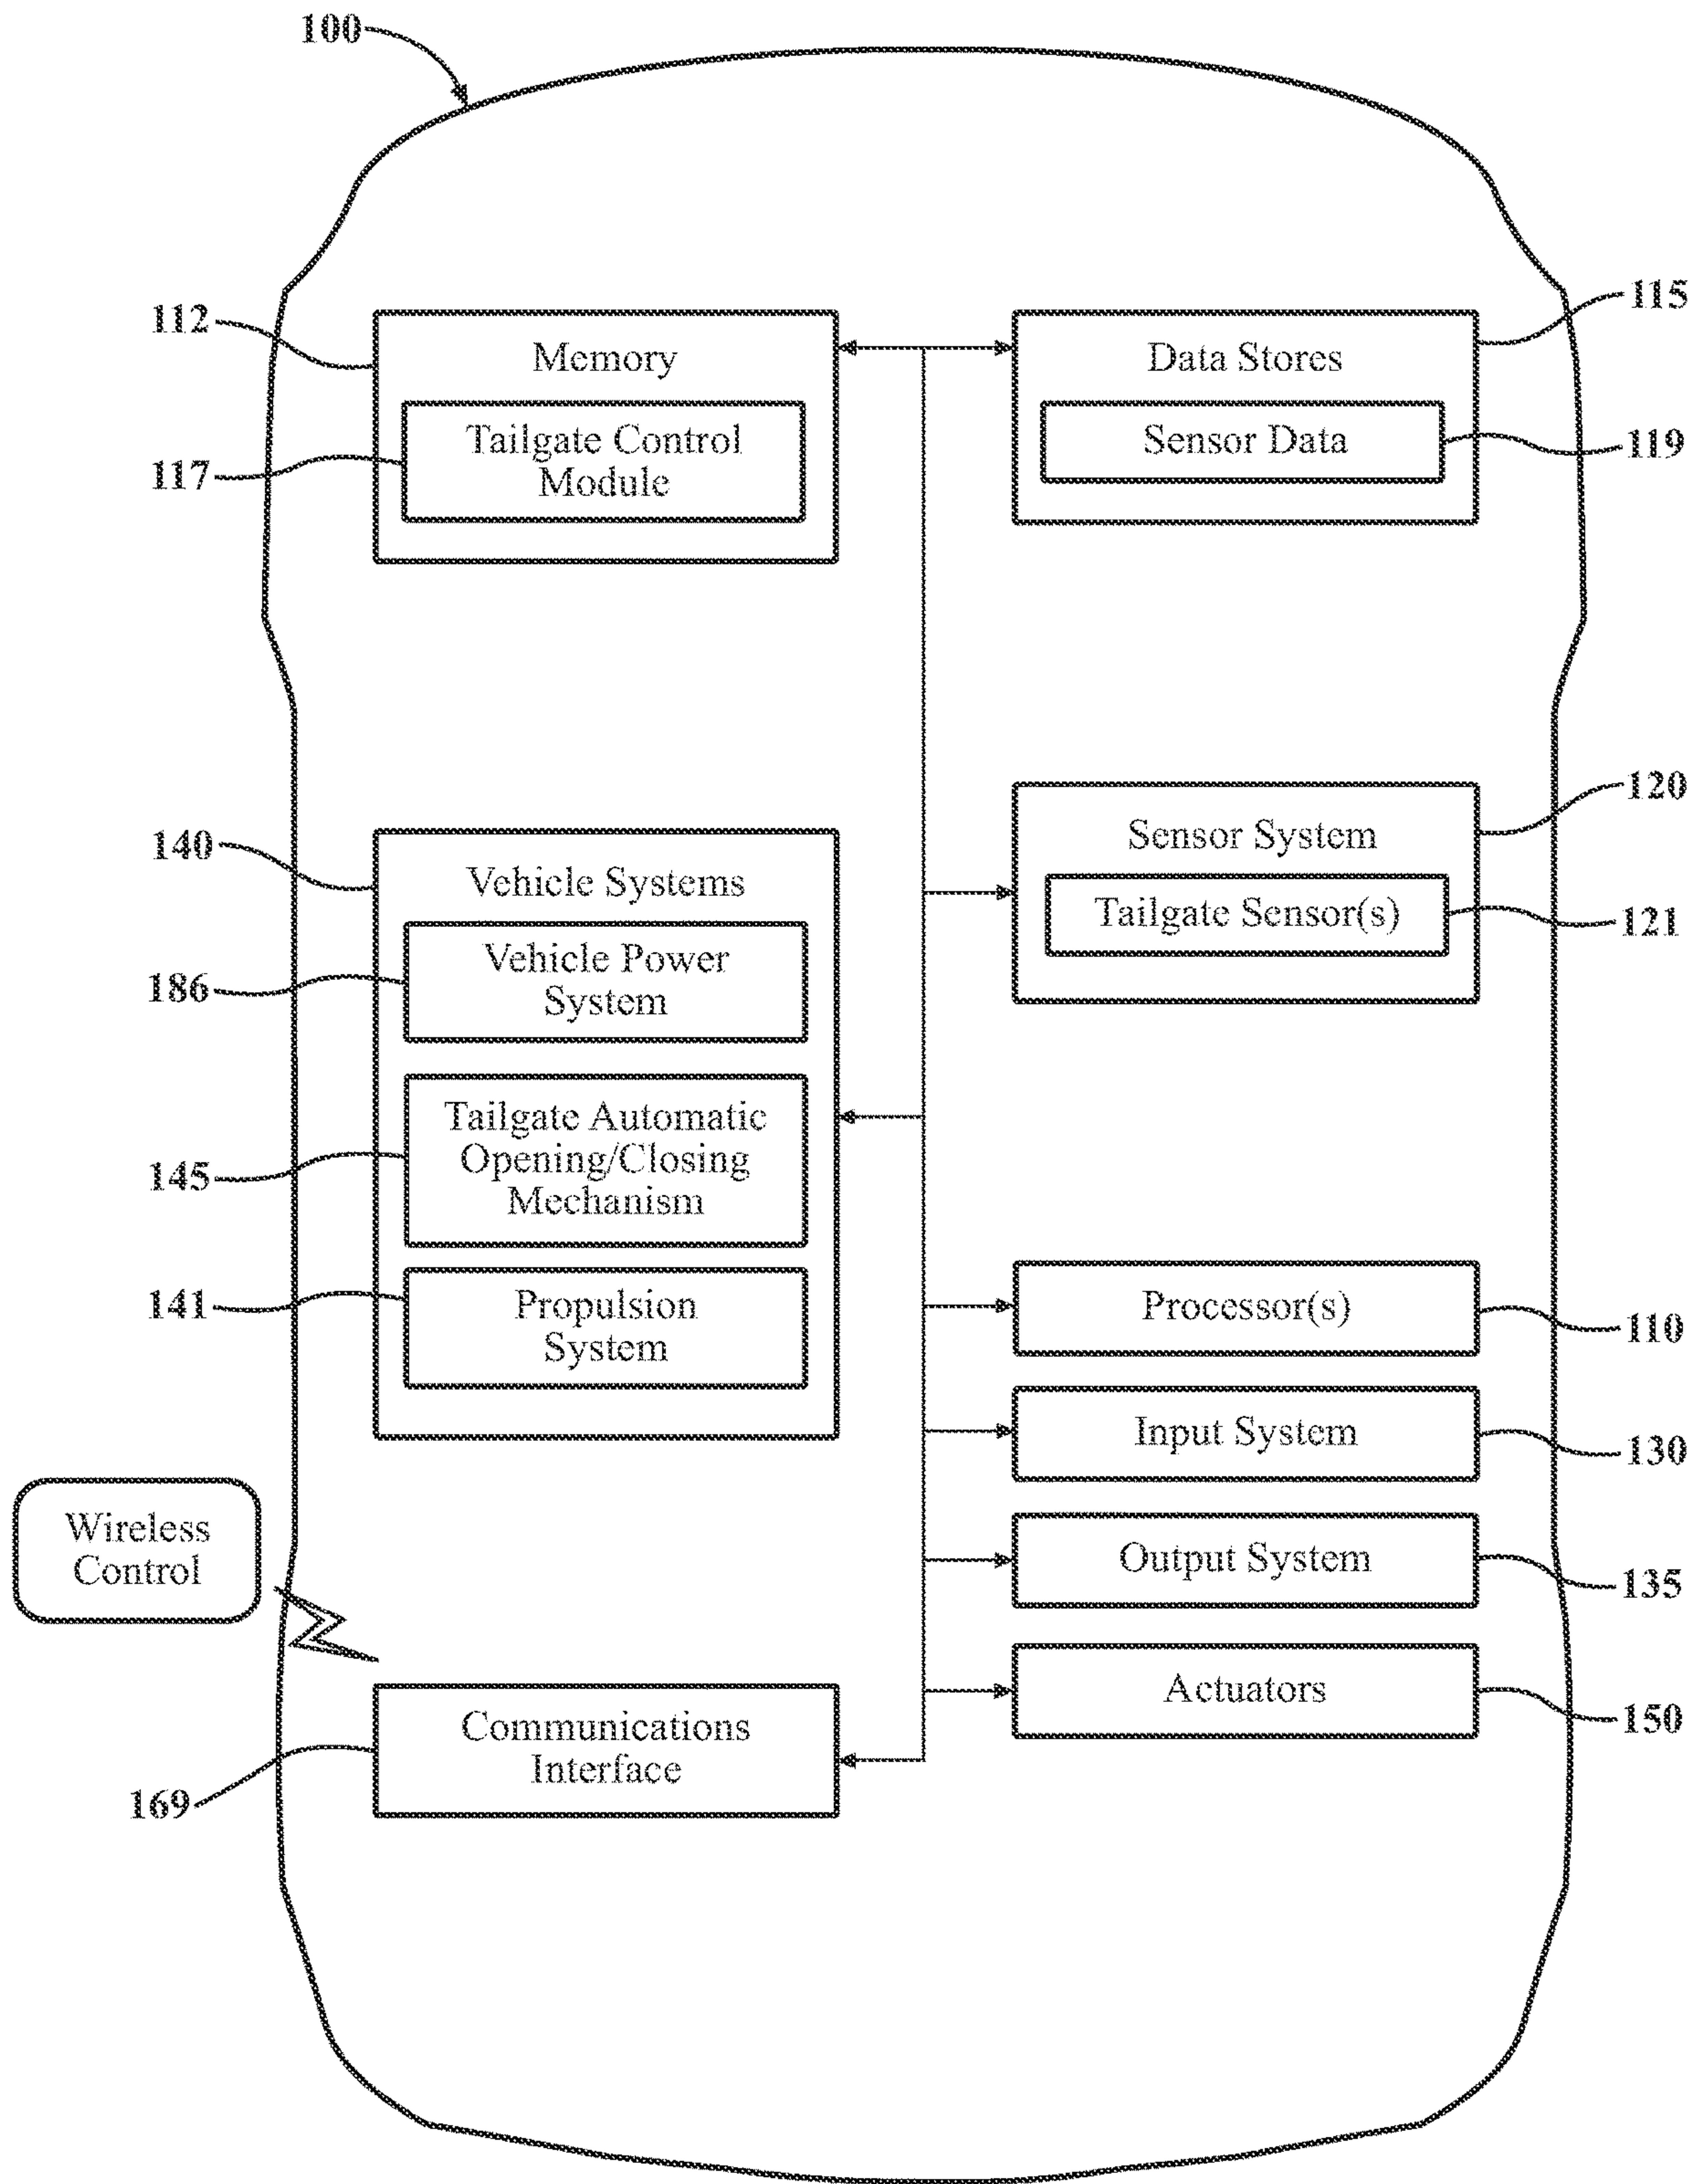 100
112
Memory
Tailgate Control
Module
117
115
Data Stores
Sensor Data
119
120
Sensor System
Tailgate Sensor(s)
121
140
Vehicle Systems
Vehicle Power
System
186
Tailgate Automatic
Opening/Closing
Mechanism
145
Propulsion
System
141
Processor(s)
110
Input System
130
Output System
135
Actuators
150
Wireless
Control
Communications
Interface
169